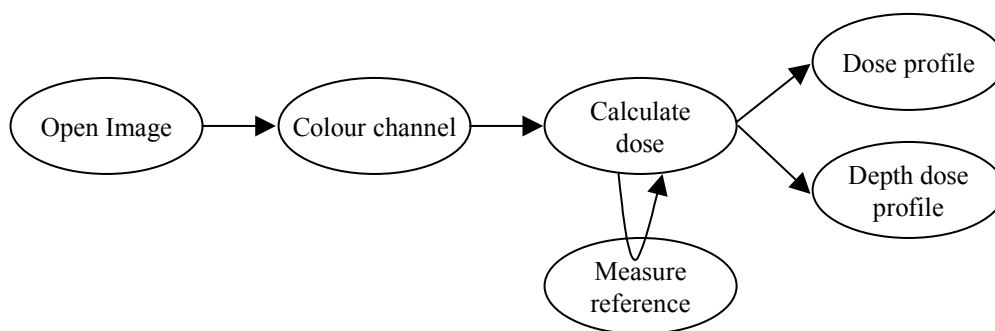 Open Image
Colour channel
Calculate
dose
Dose profile
Depth dose
profile
Measure
reference